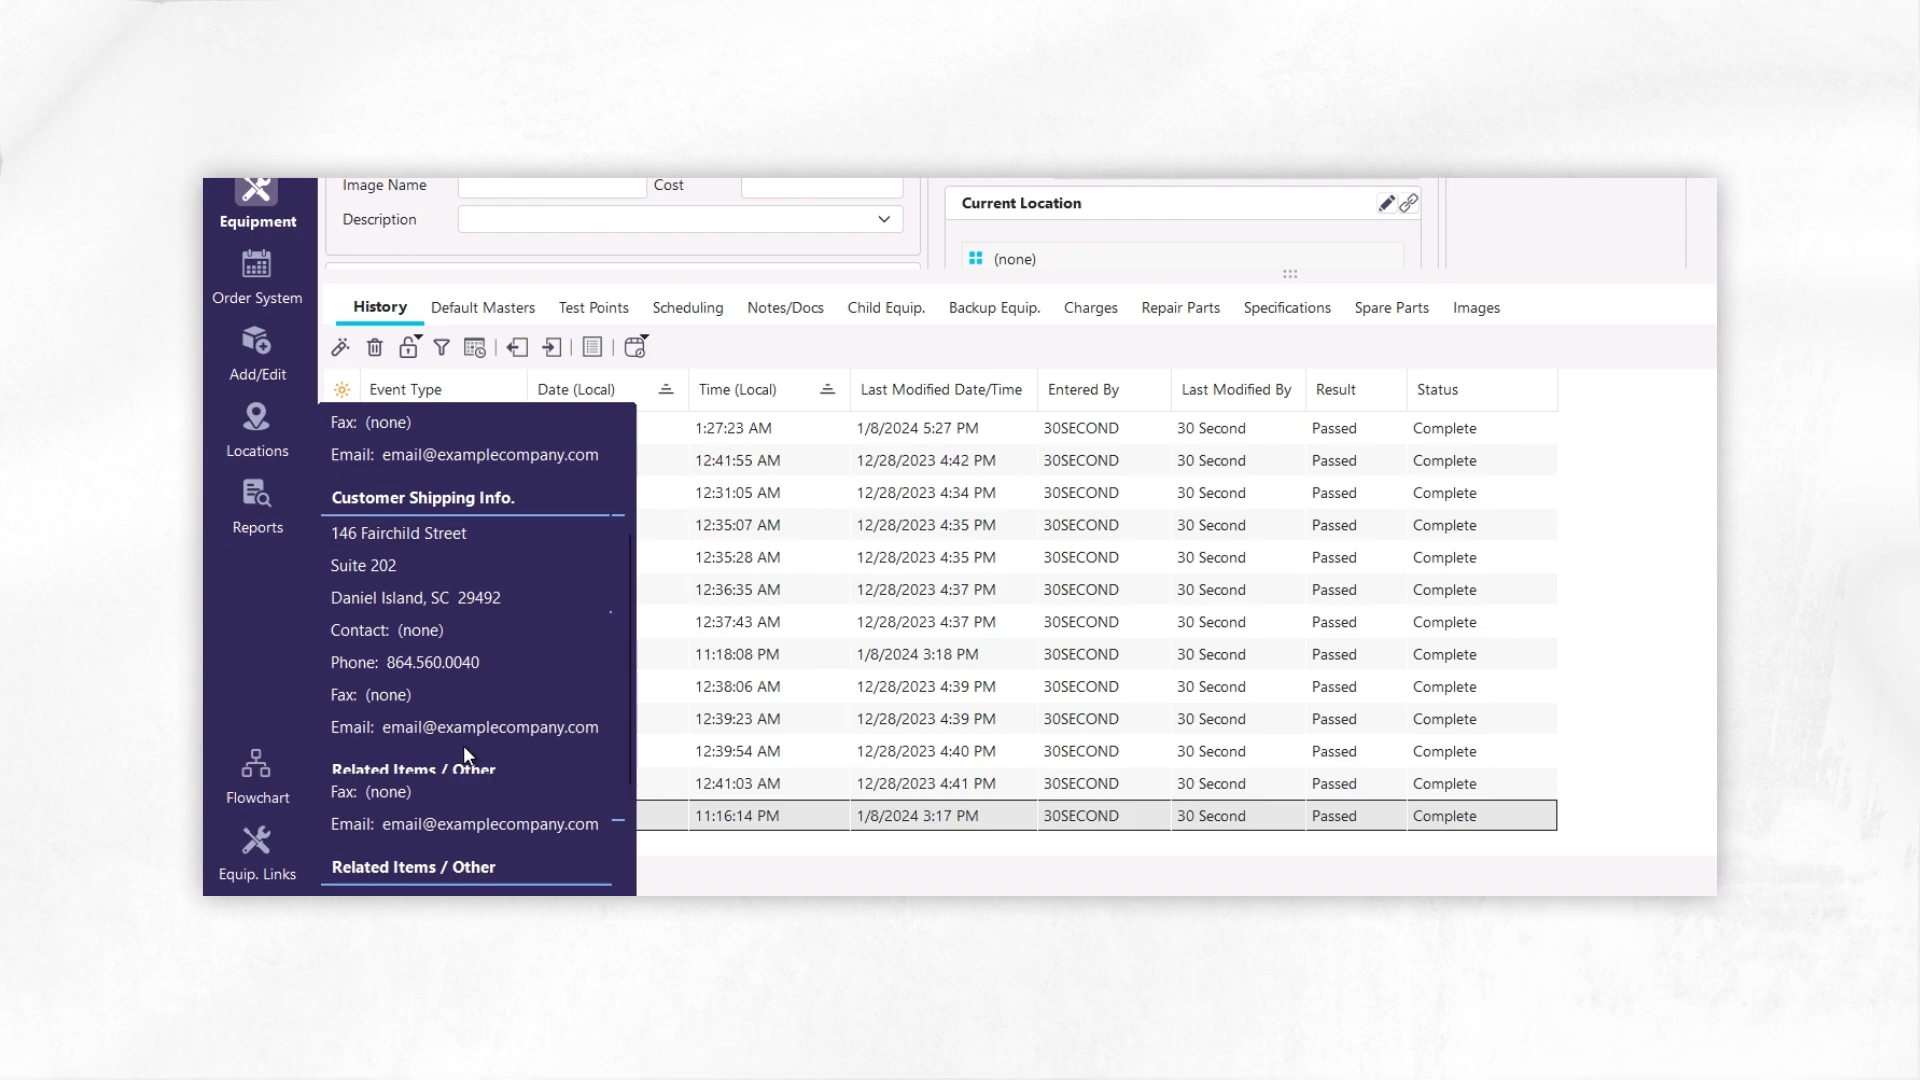 Image Name Cost
Description
Current Location
(none)
Equipment
Order System
Add/Edit
Locations
Reports
Flowchart
Equip. Links
History Default Masters Test Points Scheduling Notes/Docs Child Equip. Backup Equip. Charges Repair Parts Specifications Spare Parts Images
Event Type Date (Local) Time (Local) Last Modified Date/Time Entered By Last Modified By Result Status
Fax: (none)
Email: email@examplecompany.com
Customer Shipping Info.
146 Fairchild Street
Suite 202
Daniel Island, SC 29492
Contact: (none)
Phone: 864.560.0040
Fax: (none)
Email: email@examplecompany.com
Related Items / Other
Fax: (none)
Email: email@examplecompany.com
Related Items / Other
1:27:23 AM 1/8/2024 5:27 PM 30SECOND 30 Second Passed Complete
12:41:55 AM 12/28/2023 4:42 PM 30SECOND 30 Second Passed Complete
12:31:05 AM 12/28/2023 4:34 PM 30SECOND 30 Second Passed Complete
12:35:07 AM 12/28/2023 4:35 PM 30SECOND 30 Second Passed Complete
12:35:28 AM 12/28/2023 4:35 PM 30SECOND 30 Second Passed Complete
12:36:35 AM 12/28/2023 4:37 PM 30SECOND 30 Second Passed Complete
12:37:43 AM 12/28/2023 4:37 PM 30SECOND 30 Second Passed Complete
11:18:08 PM 1/8/2024 3:18 PM 30SECOND 30 Second Passed Complete
12:38:06 AM 12/28/2023 4:39 PM 30SECOND 30 Second Passed Complete
12:39:23 AM 12/28/2023 4:39 PM 30SECOND 30 Second Passed Complete
12:39:54 AM 12/28/2023 4:40 PM 30SECOND 30 Second Passed Complete
12:41:03 AM 12/28/2023 4:41 PM 30SECOND 30 Second Passed Complete
11:16:14 PM 1/8/2024 3:17 PM 30SECOND 30 Second Passed Complete